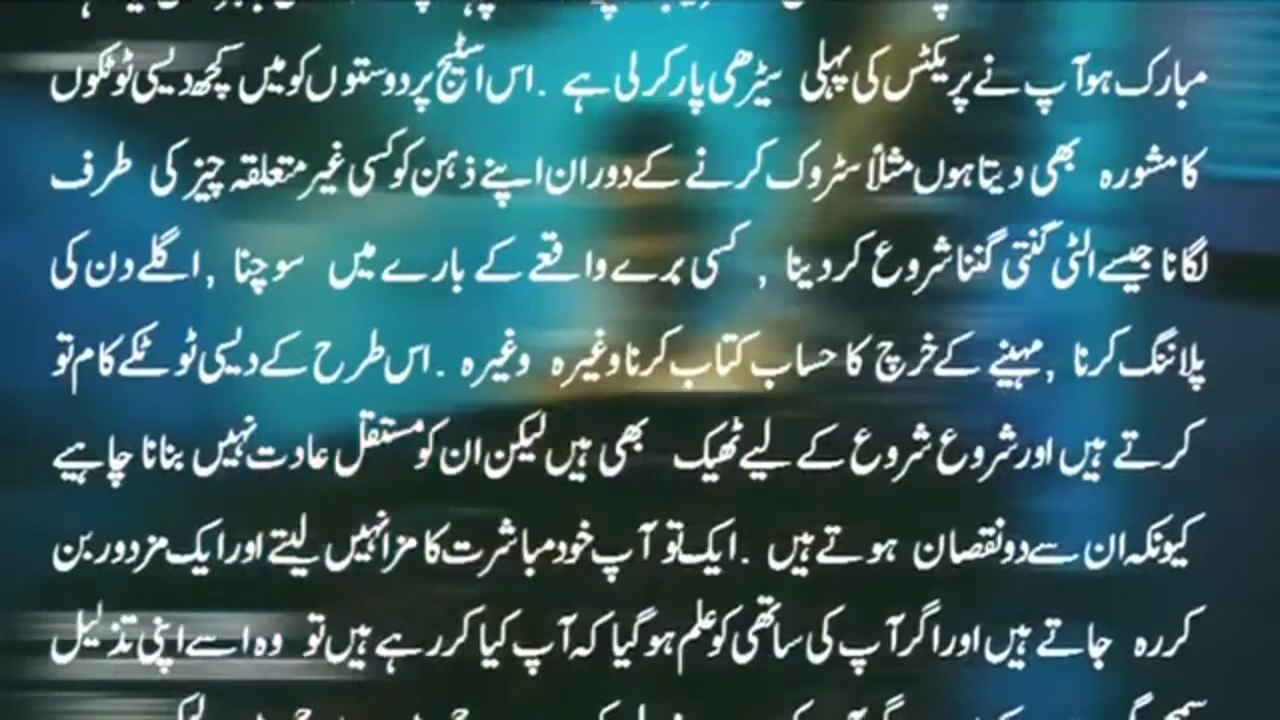 مبارک ہو آپ نے پریکٹس کی پہلی سیڑھی پار کر لی ہے .اس اسٹیج پر دوستوں کو میں کچھ دیسی ٹوٹکوں
کا مشورہ بھی دیتا ہوں مثلاً سٹروک کرنے کے دوران اپنے ذہن کو کسی غیر متعلقہ چیز کی طرف
لگانا جیسے الٹی گنتی گننا شروع کر دینا , کسی برے واقعے کے بارے میں سوچنا ,اگلے دن کی
پلاننگ کرنا ,مہینے کے خرچ کا حساب کتاب کرنا وغیرہ وغیرہ .اس طرح کے دیسی ٹوٹکے کام تو
کرتے ہیں اور شروع شروع کے لیے ٹھیک بھی ہیں لیکن ان کو مستقل عادت نہیں بنانا چاہیے
کیونکہ ان سے دو نقصان ہوتے ہیں .ایک تو آپ خود مباشرت کا مزا نہیں لیتے اور ایک مزدور بن
کر رہ جاتے ہیں اور اگر آپ کی ساتھی کو علم ہو گیا کہ آپ کیا کر رہے ہیں تو وہ اسے اپنی تذلیل